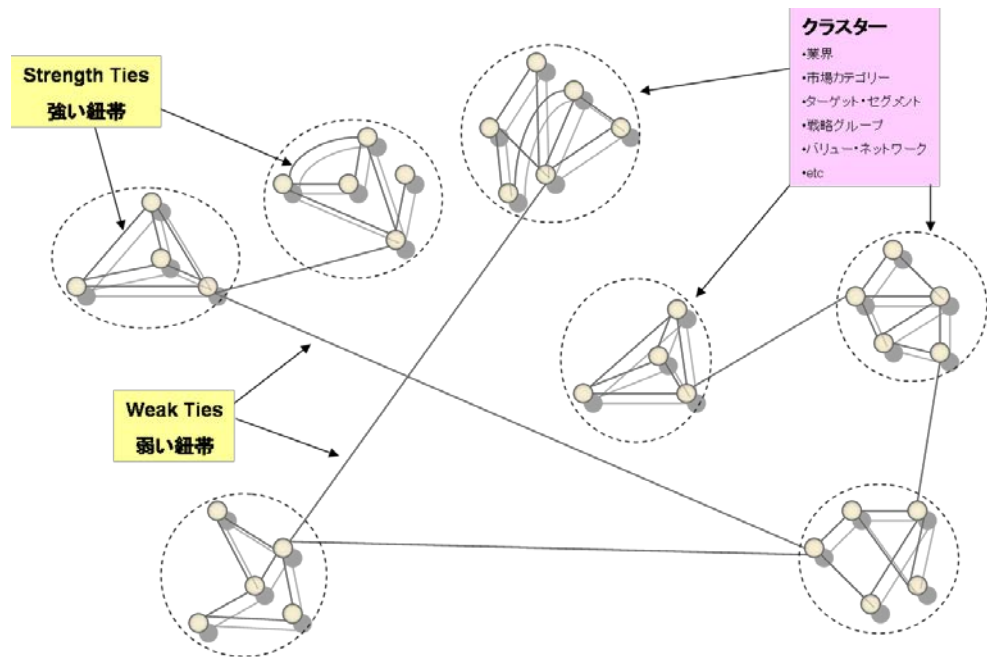 Strength Ties
強い紐帯
クラスター
・業界
・市場カテゴリー
・ターゲット・セグメント
・戦略グループ
・バリュー・ネットワーク
・etc
Weak Ties
弱い紐帯